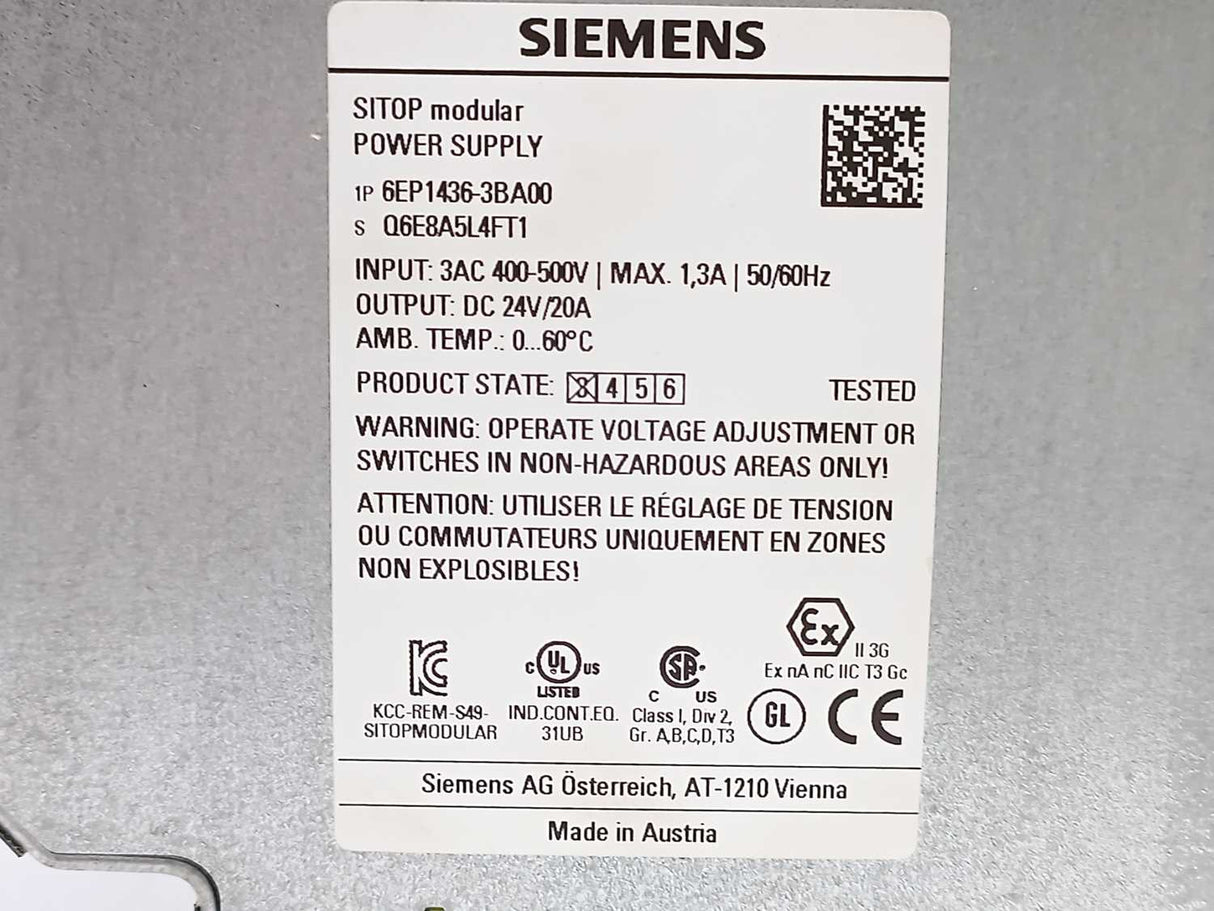 SIEMENS
SITOP modular
POWER SUPPLY
1P 6EP1436-3BA00
S Q6E8A5L4FT1
INPUT: 3AC 400-500V | MAX. 1,3A | 50/60Hz
OUTPUT: DC 24V/20A
AMB. TEMP.: 0...60°C
PRODUCT STATE: 3 4 5 6 TESTED
WARNING: OPERATE VOLTAGE ADJUSTMENT OR
SWITCHES IN NON-HAZARDOUS AREAS ONLY!
ATTENTION: UTILISER LE RÉGLAGE DE TENSION
OU COMMUTATEURS UNIQUEMENT EN ZONES
NON EXPLOSIBLES!
Ex II 3G
Ex nA nC IIC T3 Gc
KC
KCC-REM-S49-
SITOPMODULAR
C UL US
LISTED
IND.CONT.EQ.
31UB
SA
C US
Class I, Div 2,
Gr. A,B,C,D,T3
GL
CE
Siemens AG Österreich, AT-1210 Vienna
Made in Austria